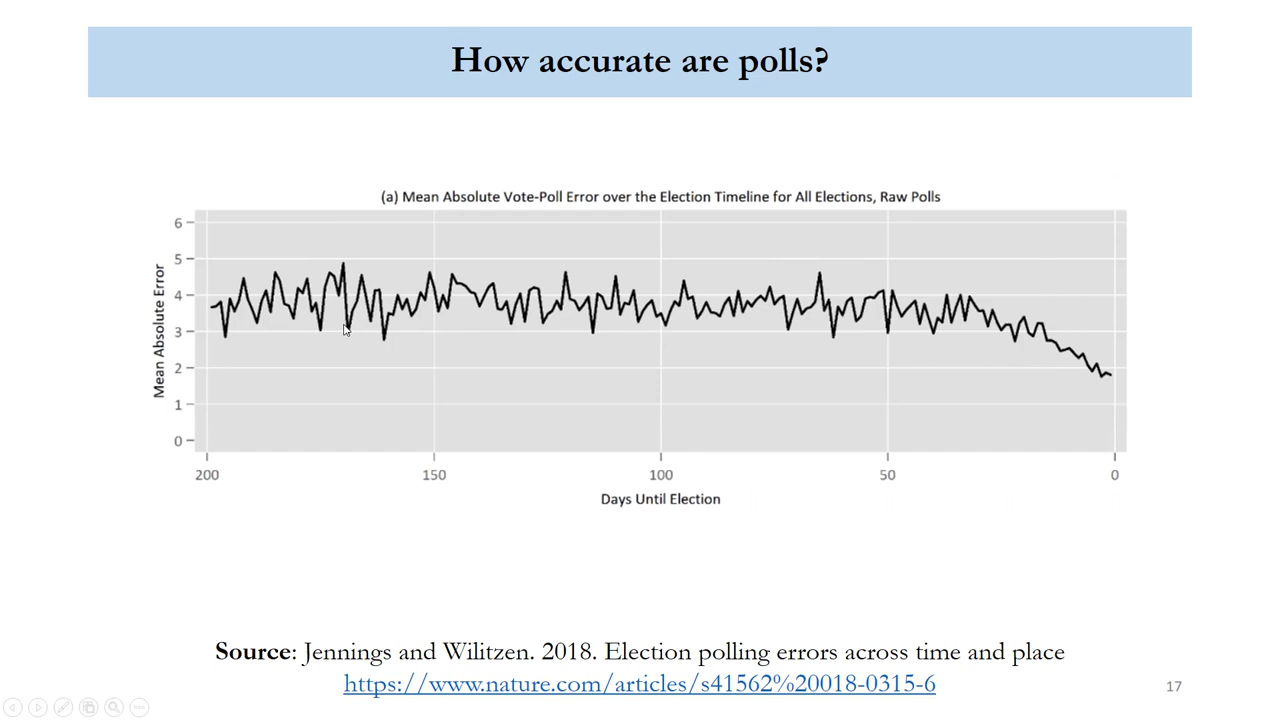 How accurate are polls?
(a) Mean Absolute Vote-Poll Error over the Election Timeline for All Elections, Raw Polls
Mean Absolute Error
6
5
4
3
2
1
0
200
150
100
50
0
Days Until Election
Source: Jennings and Wilitzen. 2018. Election polling errors across time and place
https://www.nature.com/articles/s41562%20018-0315-6
17